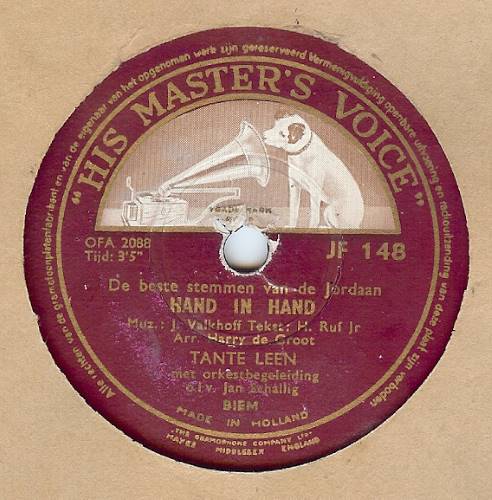 Alle rechten van de gramofoonplatenfabrikant en van de eigenaar van het opgenomen werk zijn gereserveerd Vermenigvuldiging openbare uitvoering en radiouitzending van deze plaat zijn verboden
"HIS MASTER'S VOICE"
TRADE MARK
OFA 2088
Tijd: 3'5"
JF 148
De beste stemmen van de Jordaan
HAND IN HAND
Muz.: J. Valkhoff Tekst: H. Ruf Jr
Arr. Harry de Groot
TANTE LEEN
met orkestbegeleiding
o.l.v. Jan Schallig
BIEM
MADE IN HOLLAND
"THE GRAMOPHONE COMPANY LTD."
HAYES MIDDLESEX ENGLAND